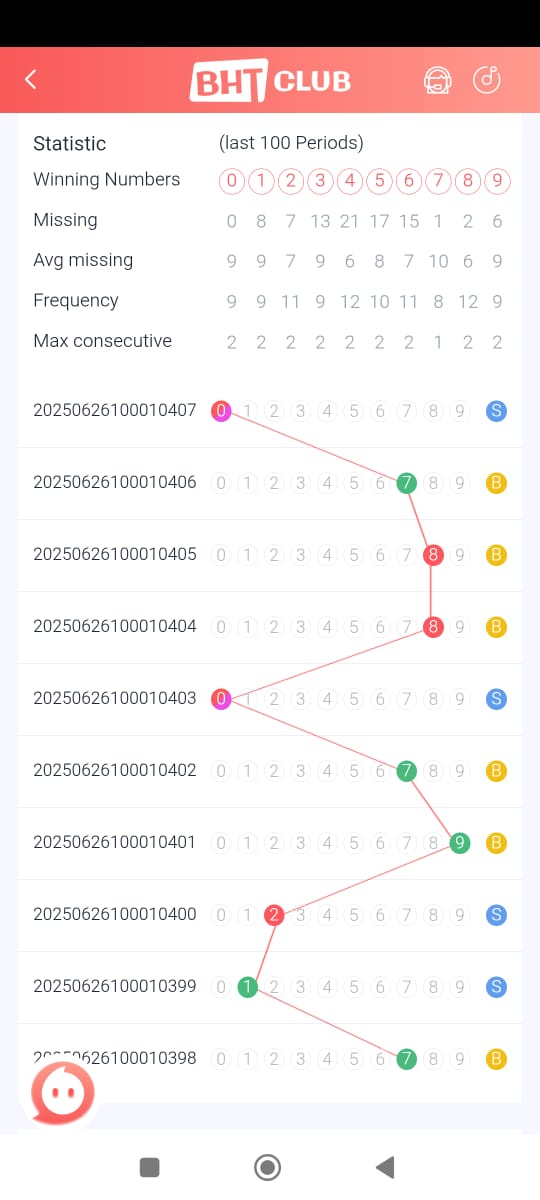 BHT CLUB
Statistic (last 100 Periods)
Winning Numbers 0 1 2 3 4 5 6 7 8 9
Missing 0 8 7 13 21 17 15 1 2 6
Avg missing 9 9 7 9 6 8 7 10 6 9
Frequency 9 9 11 9 12 10 11 8 12 9
Max consecutive 2 2 2 2 2 2 2 1 2 2
20250626100010407 0 1 2 3 4 5 6 7 8 9 S
20250626100010406 0 1 2 3 4 5 6 7 8 9 B
20250626100010405 0 1 2 3 4 5 6 7 8 9 B
20250626100010404 0 1 2 3 4 5 6 7 8 9 B
20250626100010403 0 1 2 3 4 5 6 7 8 9 S
20250626100010402 0 1 2 3 4 5 6 7 8 9 B
20250626100010401 0 1 2 3 4 5 6 7 8 9 B
20250626100010400 0 1 2 3 4 5 6 7 8 9 S
20250626100010399 0 1 2 3 4 5 6 7 8 9 S
20250626100010398 0 1 2 3 4 5 6 7 8 9 B